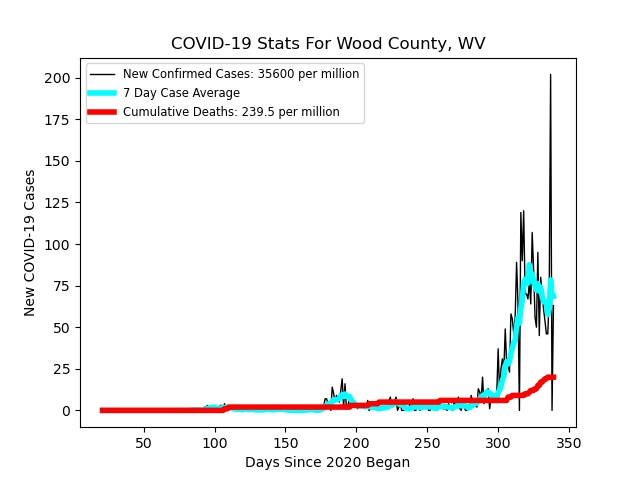 COVID-19 Stats For Wood County, WV
New Confirmed Cases: 35600 per million
7 Day Case Average
Cumulative Deaths: 239.5 per million
New COVID-19 Cases
200
175
150
125
100
75
50
25
0
50 100 150 200 250 300 350
Days Since 2020 Began